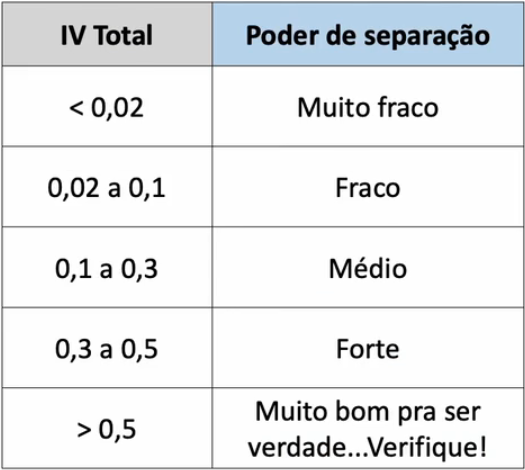 IV Total Poder de separação
< 0,02 Muito fraco
0,02 a 0,1 Fraco
0,1 a 0,3 Médio
0,3 a 0,5 Forte
> 0,5 Muito bom pra ser
verdade...Verifique!